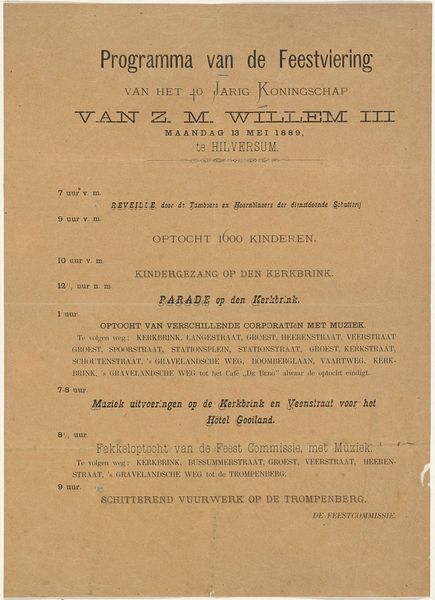 Programma van de Feestviering
VAN HET 40 JARIG KONINGSCHAP
VAN Z. M. WILLEM III
MAANDAG 13 MEI 1889,
te HILVERSUM.
7 uur v. m.
REVEILLE, door de Tamboers en Hoornblazers der dienstdoende Schutterij
9 uur v. m.
OPTOCHT 1600 KINDEREN.
10 uur v. m.
KINDERGEZANG OP DEN KERKBRINK.
12½ uur n. m.
PARADE op den Kerkbrink.
1 uur.
OPTOCHT VAN VERSCHILLENDE CORPORATIËN MET MUZIEK.
Te volgen weg: KERKBRINK, LANGESTRAAT, GROEST, HEERENSTRAAT, VEERSTRAAT
GROEST, SPOORSTRAAT, STATIONSPLEIN, STATIONSTRAAT, GROEST, KERKSTRAAT,
SCHOUTENSTRAAT, 's GRAVELANDSCHE WEG, BOOMBERGLAAN, VAARTWEG, KERK-
BRINK, 's GRAVELANDSCHE WEG tot het Café „DE BERG" alwaar de optocht eindigt.
7-8 uur.
Muziek uitvoeringen op de Kerkbrink en Veenstraat voor het
Hôtel Gooiland.
8½ uur.
Fakkeloptocht van de Feest Commissie, met Muziek.
Te volgen weg: KERKBRINK, BUSSUMMERSTRAAT, GROEST, VEERSTRAAT, HEEREN-
STRAAT, 's GRAVELANDSCHE WEG tot de TROMPENBERG.
9 uur.
SCHITTEREND VUURWERK OP DE TROMPENBERG.
DE FEESTCOMMISSIE.